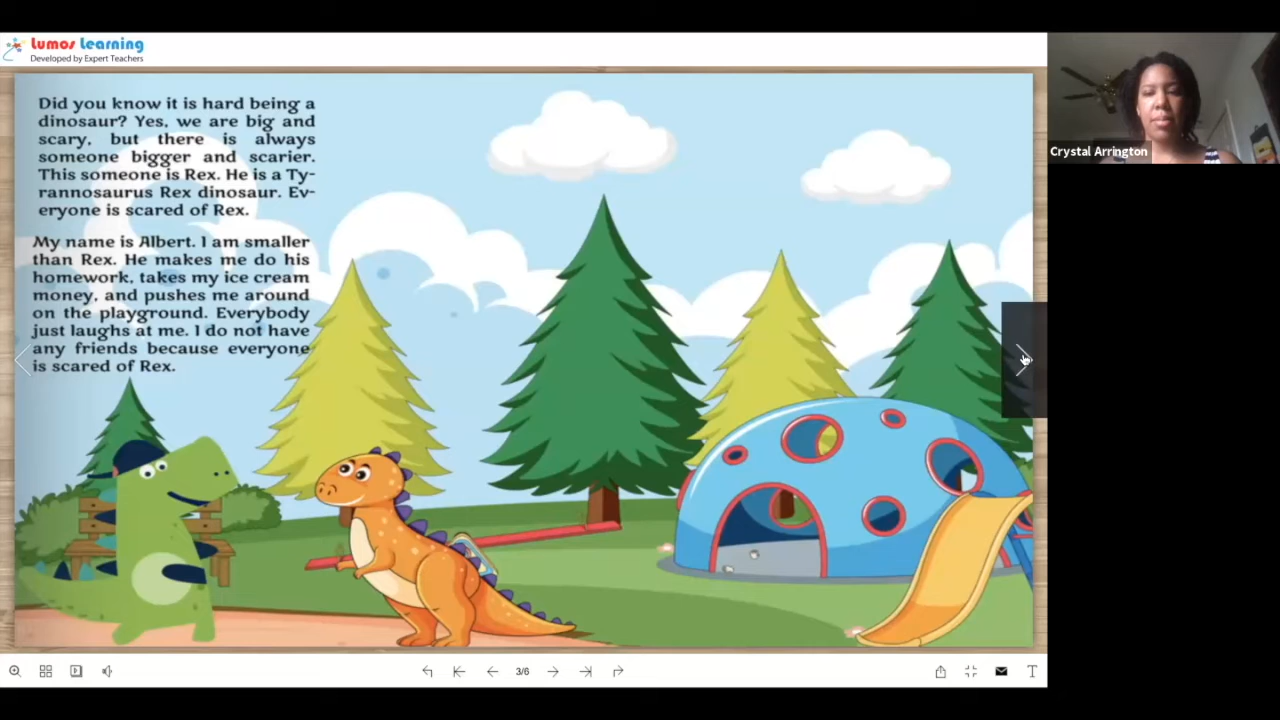 Lumos Learning
Developed by Expert Teachers
Did you know it is hard being a
dinosaur? Yes, we are big and
scary, but there is always
someone bigger and scarier.
This someone is Rex. He is a Ty-
rannosaurus Rex dinosaur. Ev-
eryone is scared of Rex.
My name is Albert. I am smaller
than Rex. He makes me do his
homework, takes my ice cream
money, and pushes me around
on the playground. Everybody
just laughs at me. I do not have
any friends because everyone
is scared of Rex.
Crystal Arrington
3/6
T